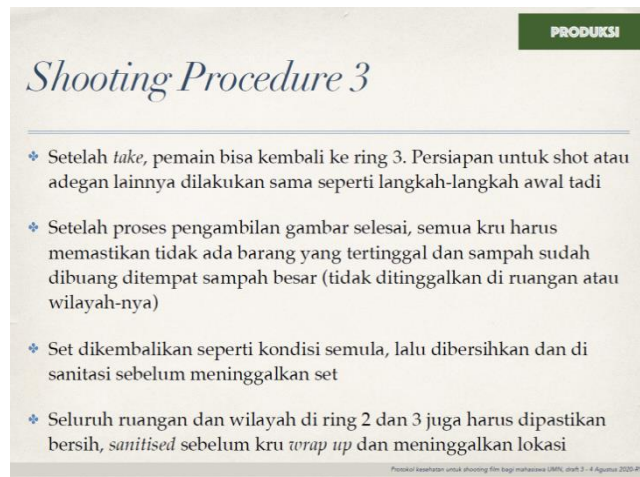 PRODUKSI
Shooting Procedure 3
Setelah take, pemain bisa kembali ke ring 3. Persiapan untuk shot atau
adegan lainnya dilakukan sama seperti langkah-langkah awal tadi
Setelah proses pengambilan gambar selesai, semua kru harus
memastikan tidak ada barang yang tertinggal dan sampah sudah
dibuang ditempat sampah besar (tidak ditinggalkan di ruangan atau
wilayah-nya)
Set dikembalikan seperti kondisi semula, lalu dibersihkan dan di
sanitasi sebelum meninggalkan set
Seluruh ruangan dan wilayah di ring 2 dan 3 juga harus dipastikan
bersih, sanitised sebelum kru wrap up dan meninggalkan lokasi
Protokol kesehatan untuk shooting film bagi mahasiswa UMN, draft 3 - 4 Agustus 2020-